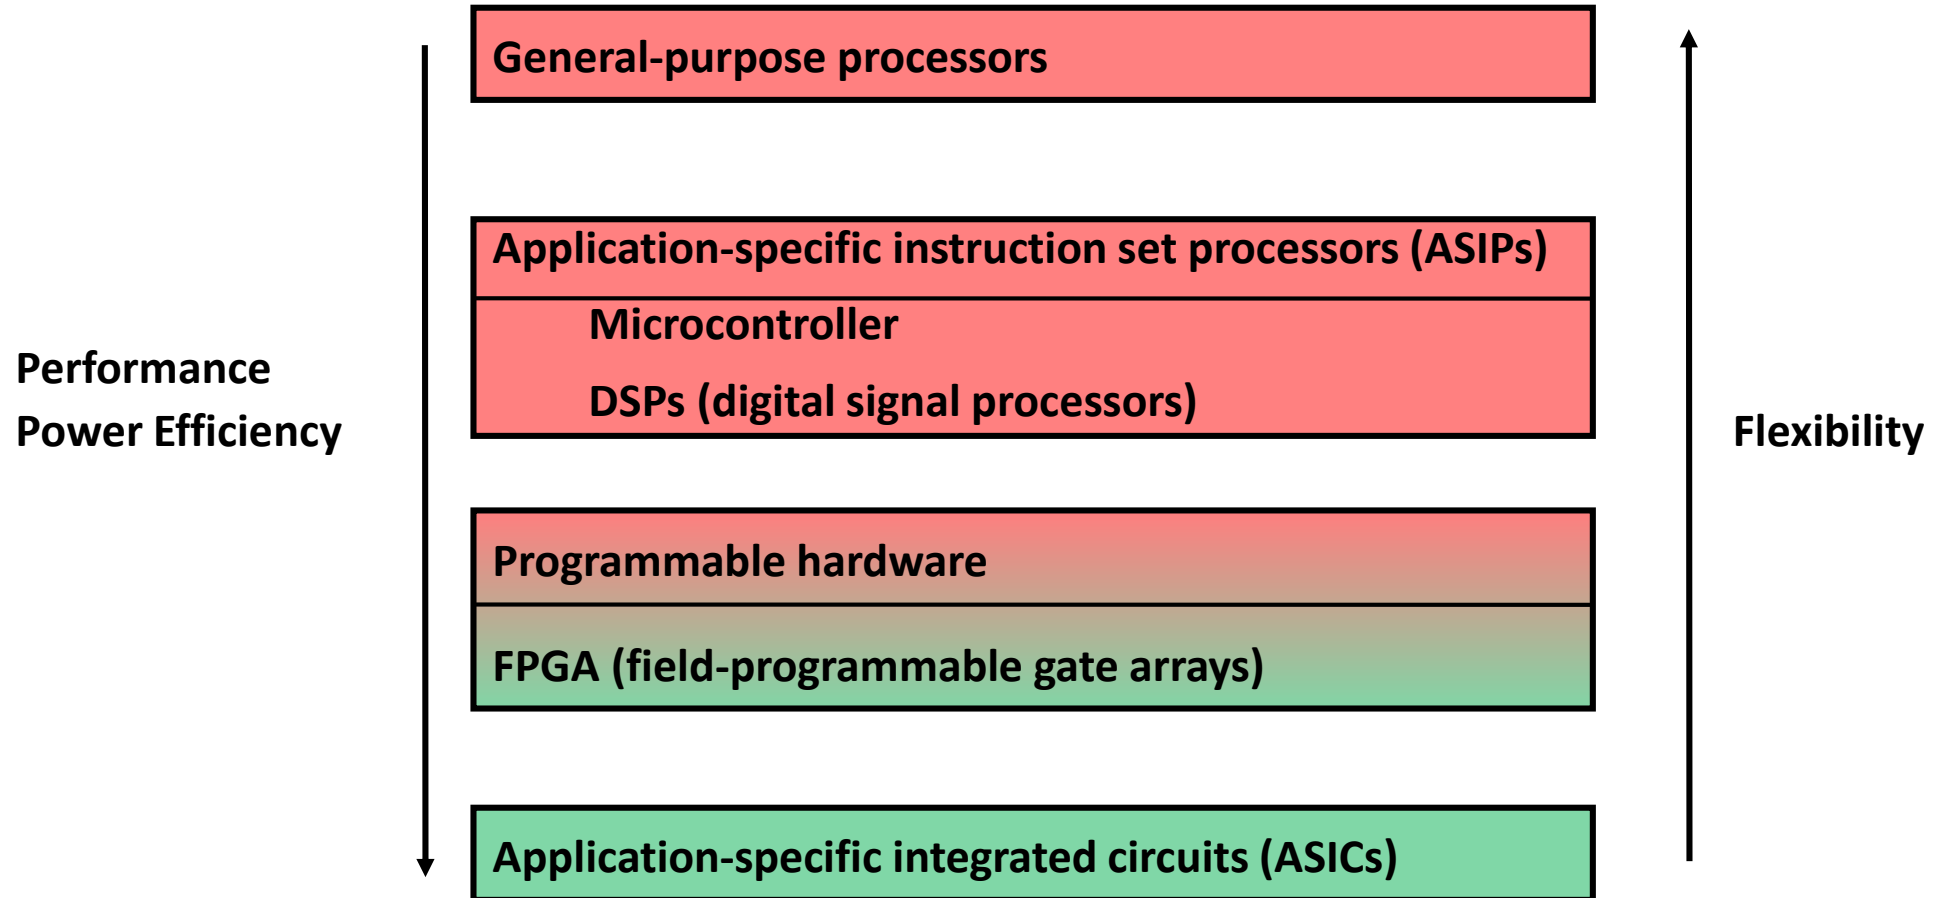 General-purpose processors
Application-specific instruction set processors (ASIPs)
Microcontroller
DSPs (digital signal processors)
Performance
Power Efficiency
Flexibility
Programmable hardware
FPGA (field-programmable gate arrays)
Application-specific integrated circuits (ASICs)